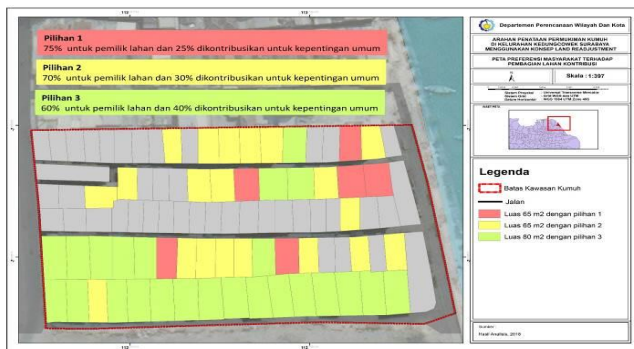 Pilihan 1
75% untuk pemilik lahan dan 25% dikontribusikan untuk kepentingan umum
Pilihan 2
70% untuk pemilik lahan dan 30% dikontribusikan untuk kepentingan umum
Pilihan 3
60% untuk pemilik lahan dan 40% dikontribusikan untuk kepentingan umum
Departemen Perencanaan Wilayah Dan Kota
ARAHAN PENATAAN PERMUKIMAN KUMUH
DI KELURAHAN KEDUNGCOWEK SURABAYA
MENGGUNAKAN KONSEP LAND READJUSTMENT
PETA PREFERENSI MASYARAKAT TERHADAP
PEMBAGIAN LAHAN KONTRIBUSI
Skala : 1:397
Legenda
Batas Kawasan Kumuh
Jalan
Luas 65 m2 dengan pilihan 1
Luas 65 m2 dengan pilihan 2
Luas 80 m2 dengan pilihan 3
Hasil Analisis, 2019